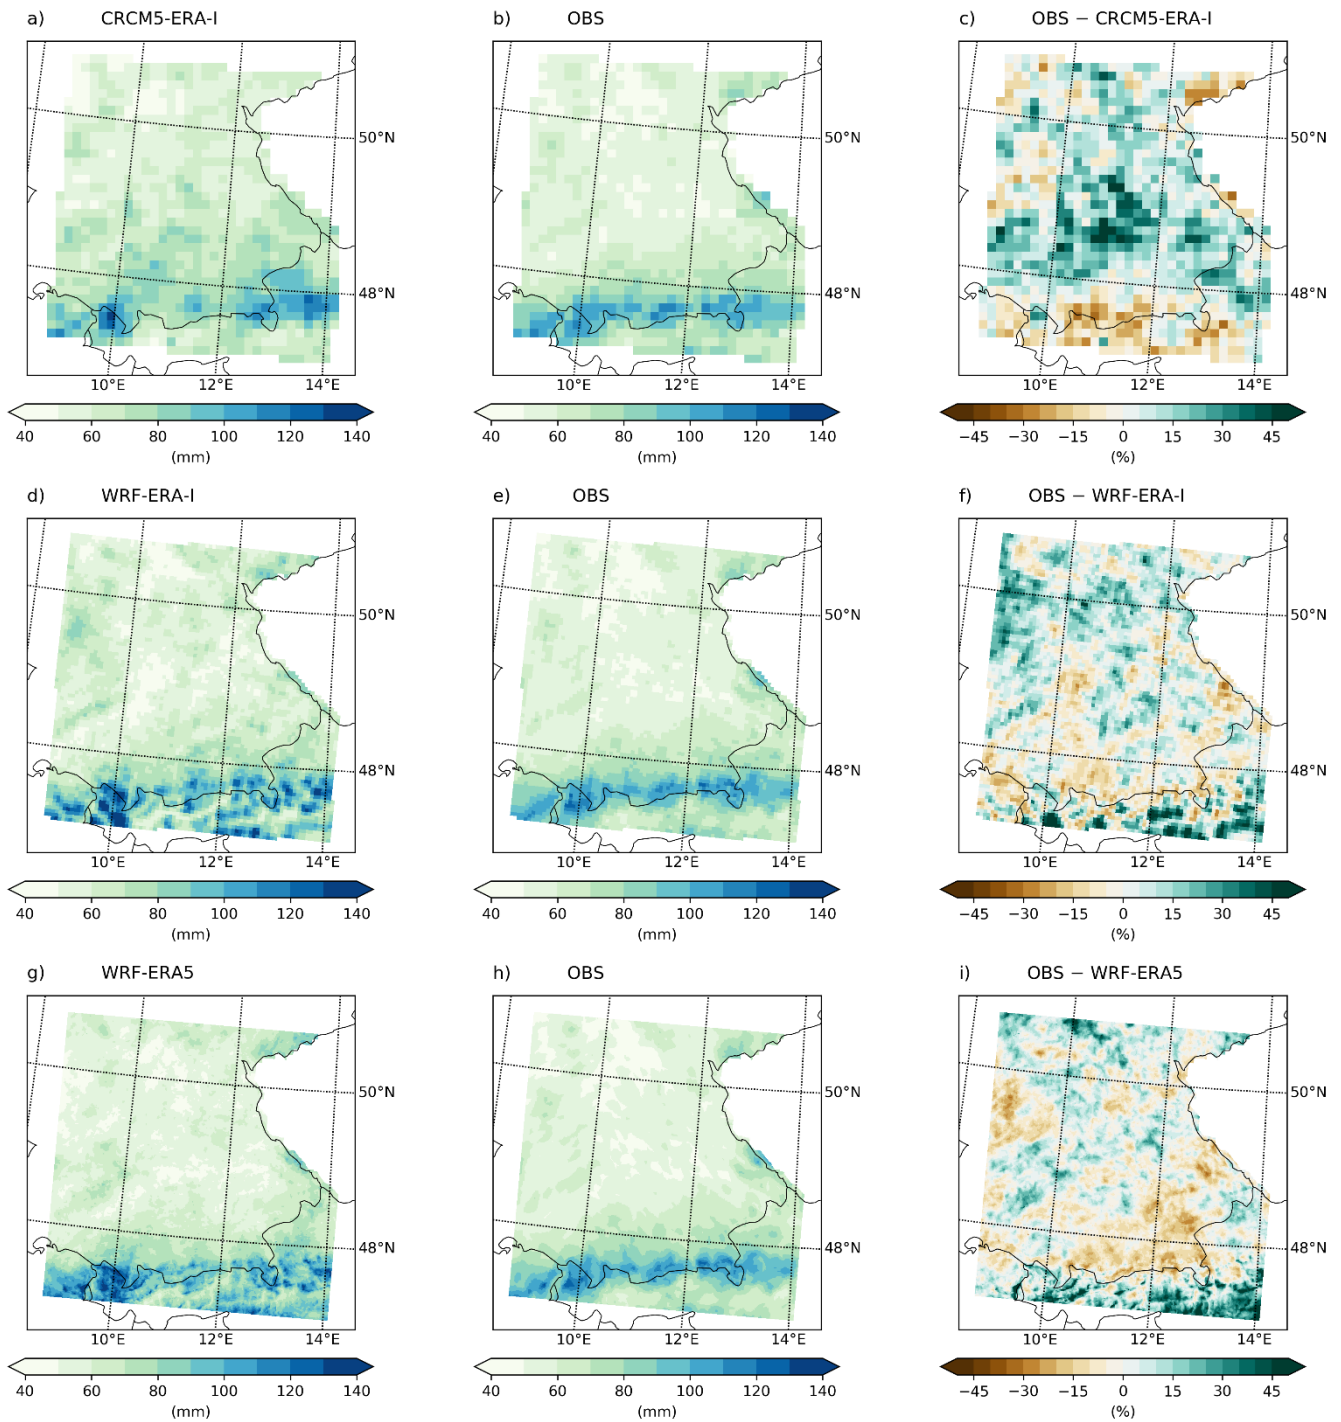 a) CRCM5-ERA-I
b) OBS
c) OBS − CRCM5-ERA-I
50°N
48°N
10°E 12°E 14°E
50°N
48°N
10°E 12°E 14°E
50°N
48°N
10°E 12°E 14°E
40 60 80 100 120 140
(mm)
40 60 80 100 120 140
(mm)
−45 −30 −15 0 15 30 45
(%)
d) WRF-ERA-I
e) OBS
f) OBS − WRF-ERA-I
50°N
48°N
10°E 12°E 14°E
50°N
48°N
10°E 12°E 14°E
50°N
48°N
10°E 12°E 14°E
40 60 80 100 120 140
(mm)
40 60 80 100 120 140
(mm)
−45 −30 −15 0 15 30 45
(%)
g) WRF-ERA5
h) OBS
i) OBS − WRF-ERA5
50°N
48°N
10°E 12°E 14°E
50°N
48°N
10°E 12°E 14°E
50°N
48°N
10°E 12°E 14°E
40 60 80 100 120 140
(mm)
40 60 80 100 120 140
(mm)
−45 −30 −15 0 15 30 45
(%)